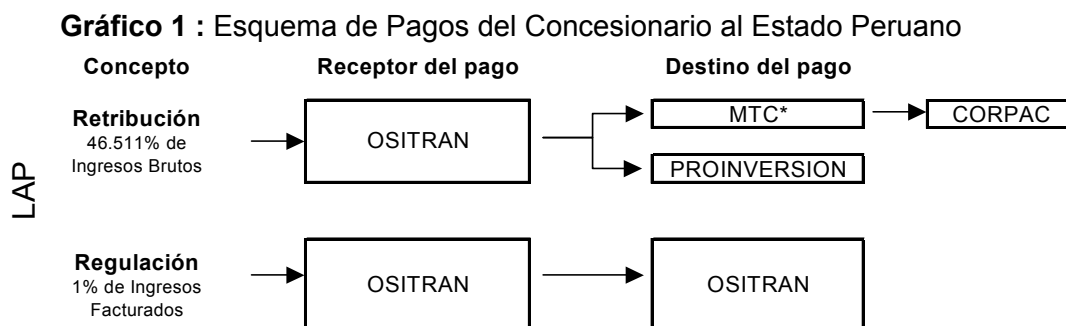 Gráfico 1 : Esquema de Pagos del Concesionario al Estado Peruano
Concepto
Receptor del pago
Destino del pago
LAP
Retribución
46.511% de
Ingresos Brutos
OSITRAN
MTC*
CORPAC
PROINVERSION
Regulación
1% de Ingresos
Facturados
OSITRAN
OSITRAN